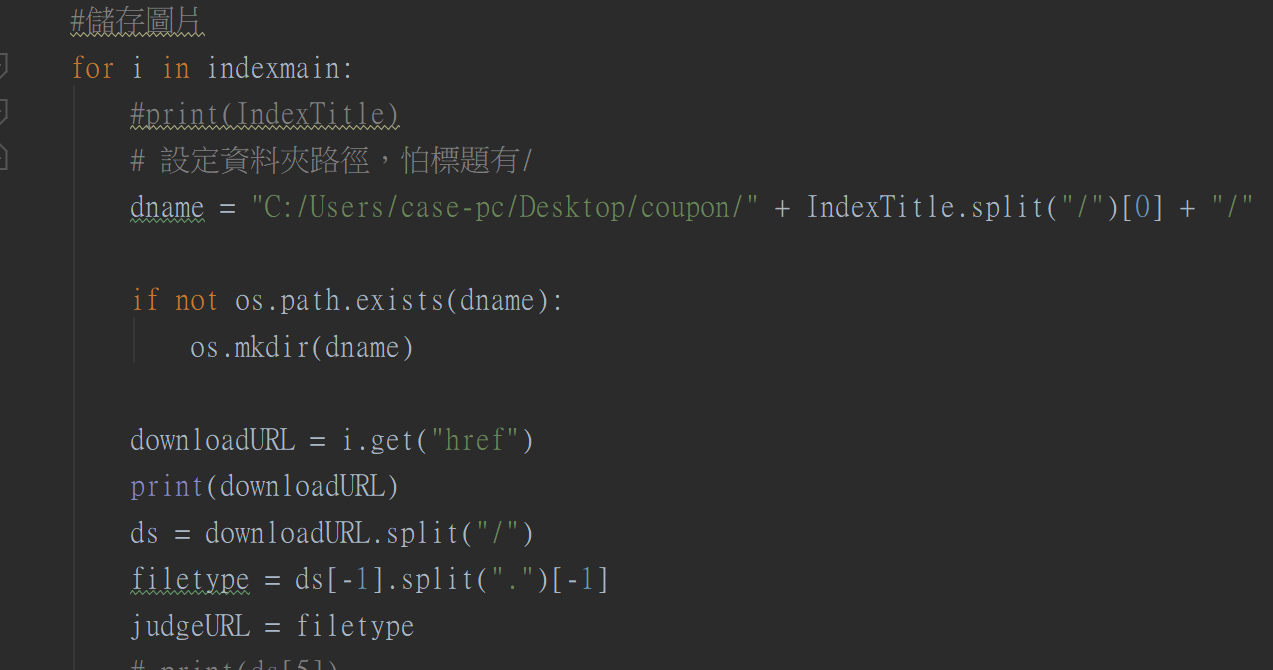 #儲存圖片
for i in indexmain:
#print(IndexTitle)
# 設定資料夾路徑，怕標題有/
dname = "C:/Users/case-pc/Desktop/coupon/" + IndexTitle.split("/")[0] + "/"
if not os.path.exists(dname):
os.mkdir(dname)
downloadURL = i.get("href")
print(downloadURL)
ds = downloadURL.split("/")
filetype = ds[-1].split(".")[-1]
judgeURL = filetype
# print(ds[5])